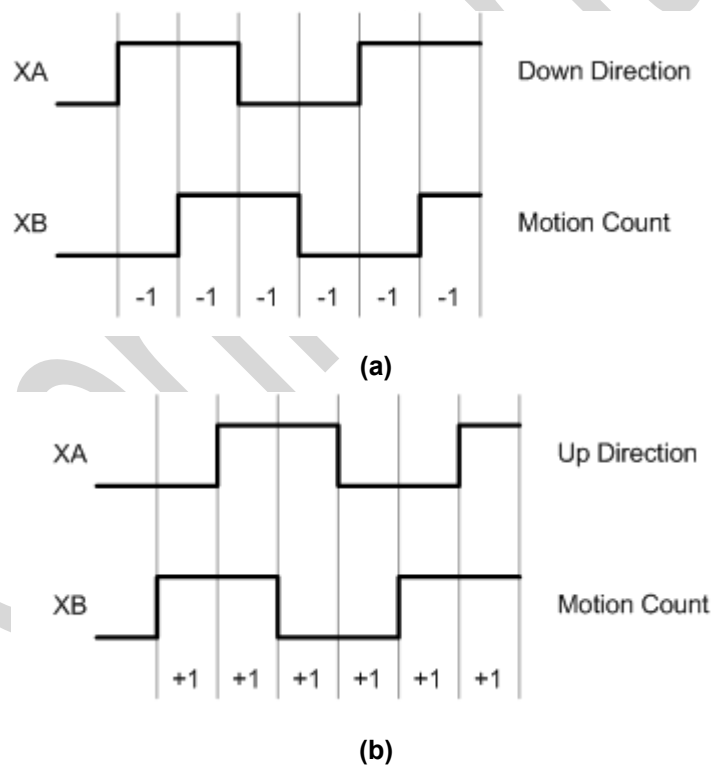 XA Down Direction
XB Motion Count
-1 -1 -1 -1 -1 -1
(a)
XA Up Direction
XB Motion Count
+1 +1 +1 +1 +1 +1
(b)